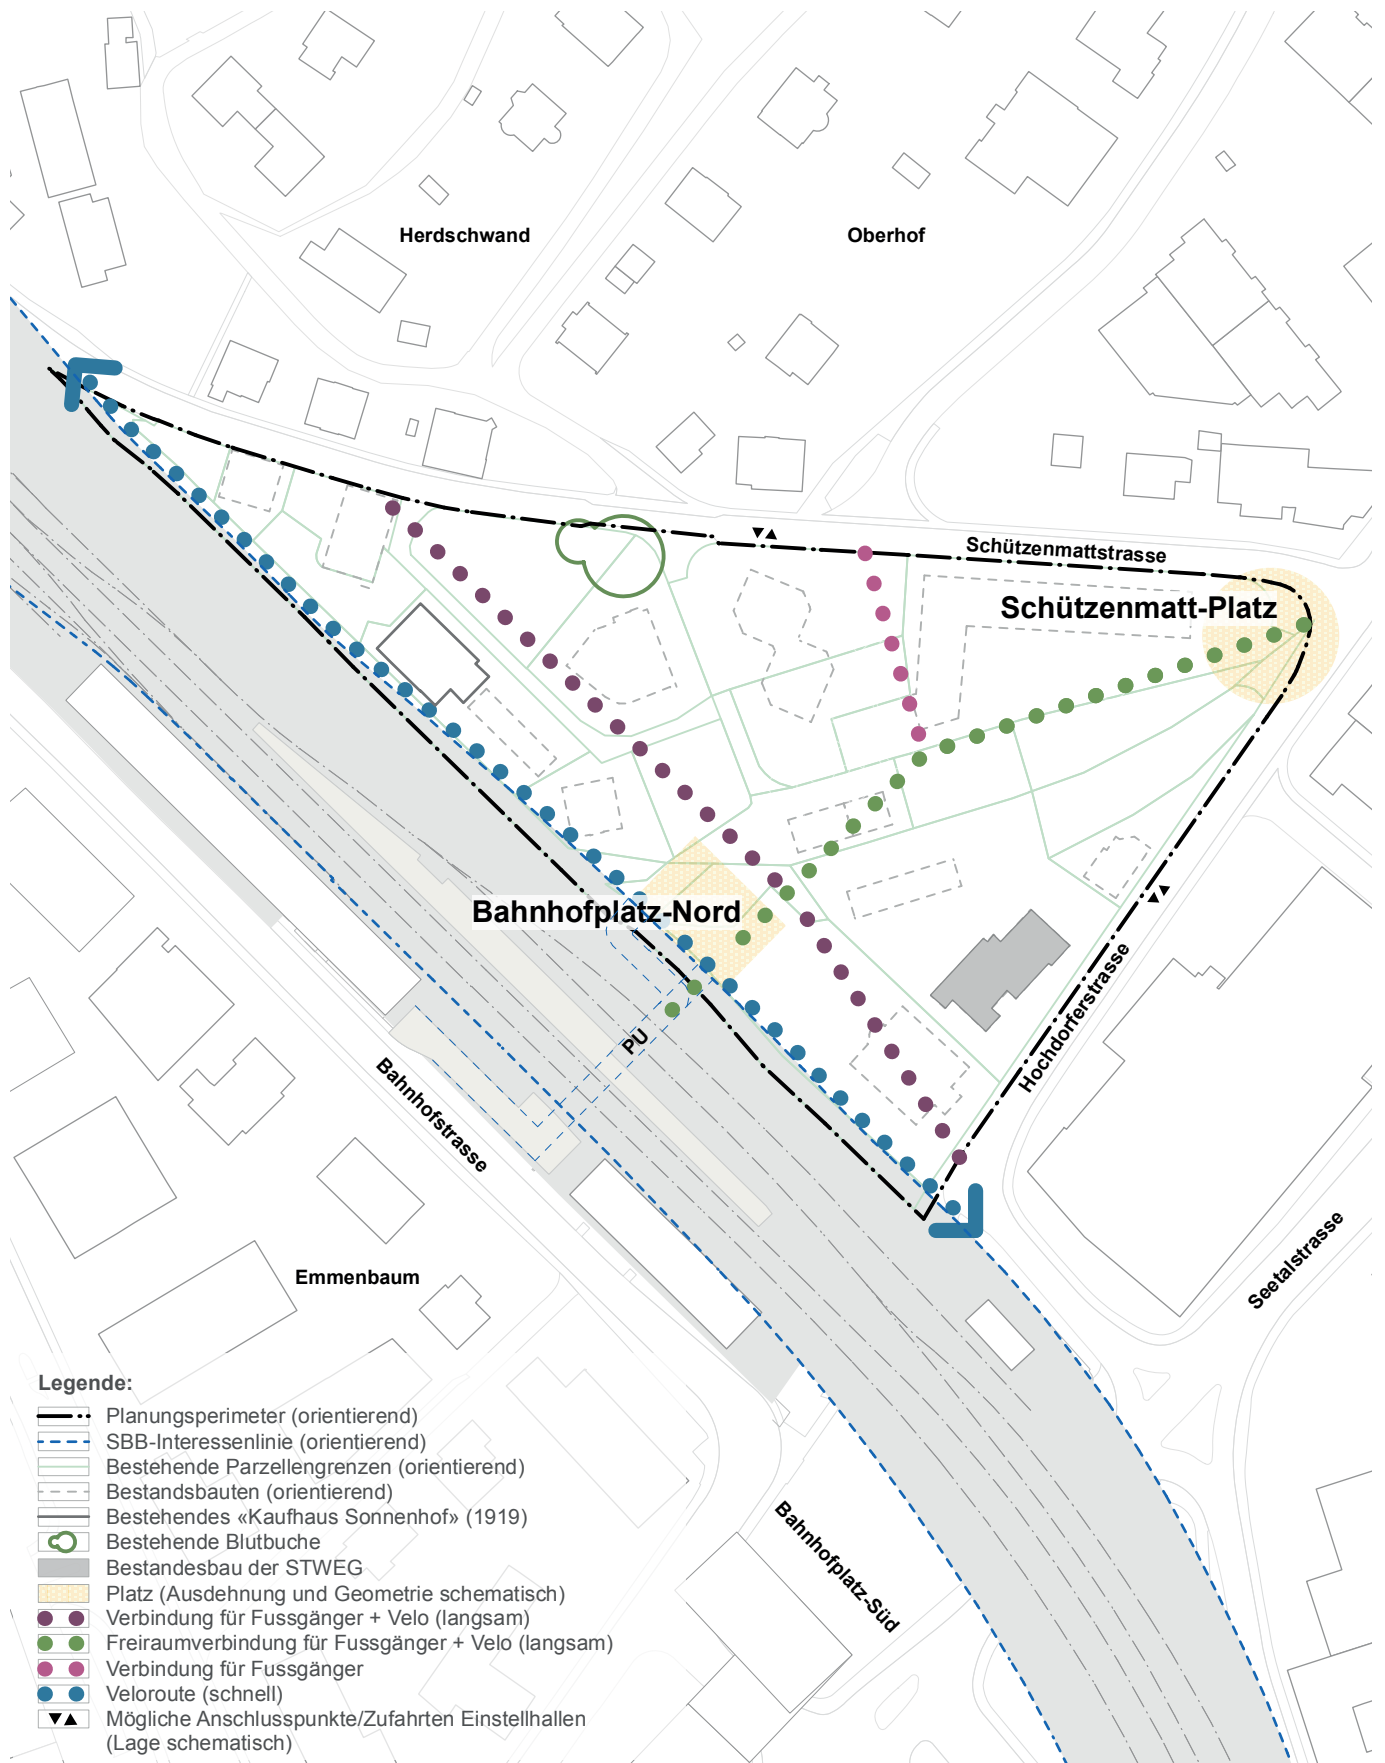 Herdschwand
Oberhof
Schützenmattstrasse
Schützenmatt-Platz
Bahnhofplatz-Nord
PU
Hochdorferstrasse
Bahnhofstrasse
Seetalstrasse
Emmenbaum
Bahnhofplatz-Süd
Legende:
Planungsperimeter (orientierend)
SBB-Interessenlinie (orientierend)
Bestehende Parzellengrenzen (orientierend)
Bestandsbauten (orientierend)
Bestehendes «Kaufhaus Sonnenhof» (1919)
Bestehende Blutbuche
Bestandesbau der STWEG
Platz (Ausdehnung und Geometrie schematisch)
Verbindung für Fussgänger + Velo (langsam)
Freiraumverbindung für Fussgänger + Velo (langsam)
Verbindung für Fussgänger
Veloroute (schnell)
Mögliche Anschlusspunkte/Zufahrten Einstellhallen
(Lage schematisch)